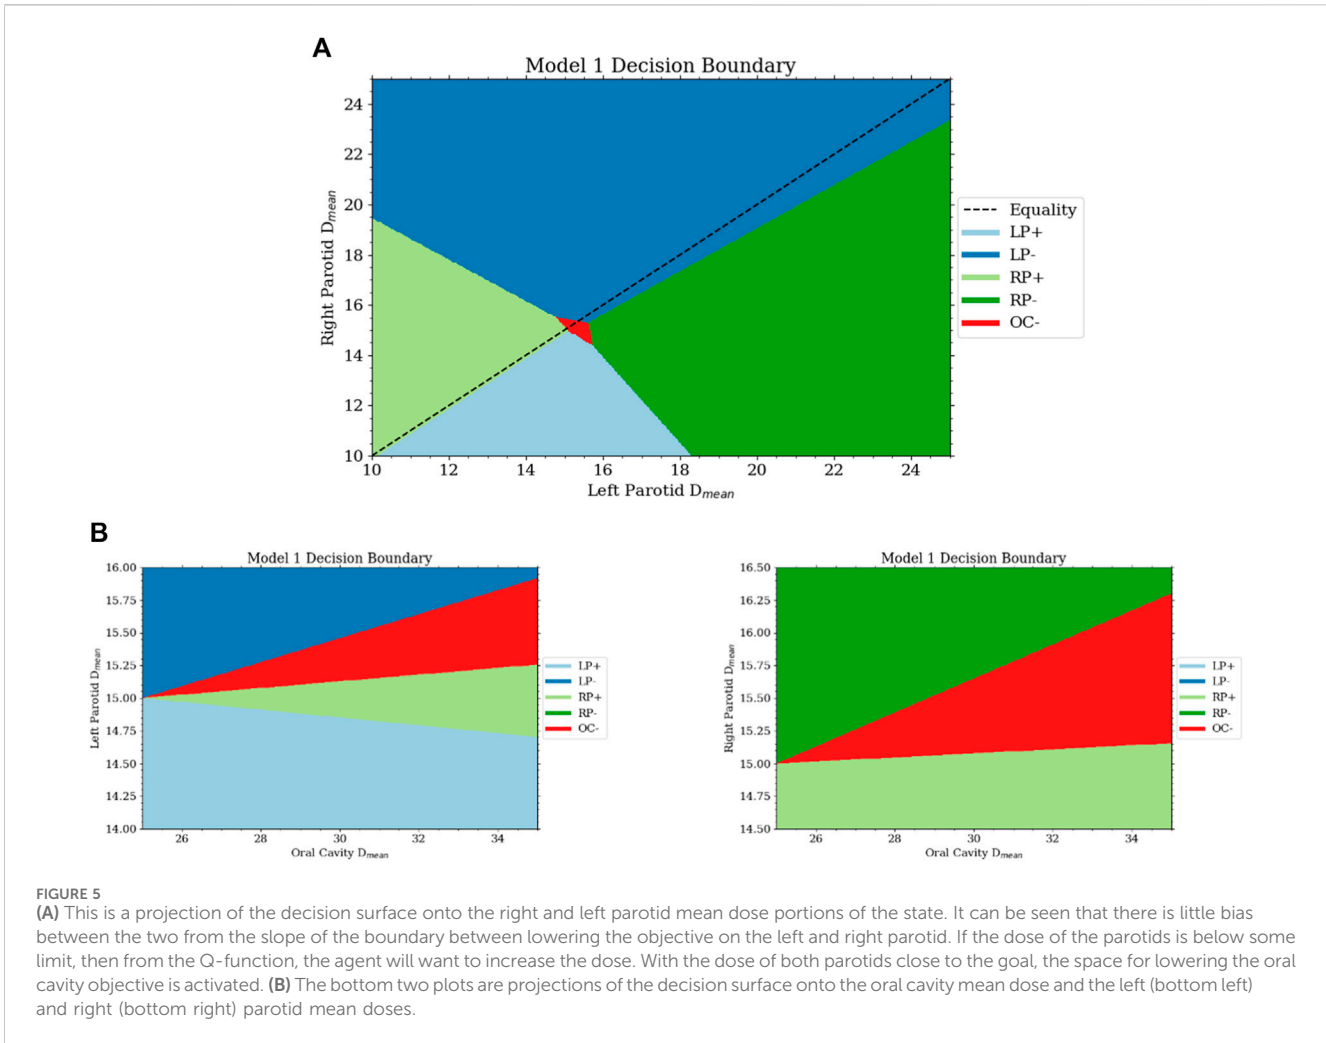 A
Model 1 Decision Boundary
24
22
20
18
16
14
12
10
Right Parotid Dmean
10 12 14 16 18 20 22 24
Left Parotid Dmean
Equality
LP+
LP-
RP+
RP-
OC-
B
Model 1 Decision Boundary
16.00
15.75
15.50
15.25
15.00
14.75
14.50
14.25
14.00
Left Parotid Dmean
26 28 30 32 34
Oral Cavity Dmean
LP+
LP-
RP+
RP-
OC-
Model 1 Decision Boundary
16.50
16.25
16.00
15.75
15.50
15.25
15.00
14.75
14.50
Right Parotid Dmean
26 28 30 32 34
Oral Cavity Dmean
LP+
LP-
RP+
RP-
OC-
FIGURE 5
(A) This is a projection of the decision surface onto the right and left parotid mean dose portions of the state. It can be seen that there is little bias
between the two from the slope of the boundary between lowering the objective on the left and right parotid. If the dose of the parotids is below some
limit, then from the Q-function, the agent will want to increase the dose. With the dose of both parotids close to the goal, the space for lowering the oral
cavity objective is activated. (B) The bottom two plots are projections of the decision surface onto the oral cavity mean dose and the left (bottom left)
and right (bottom right) parotid mean doses.